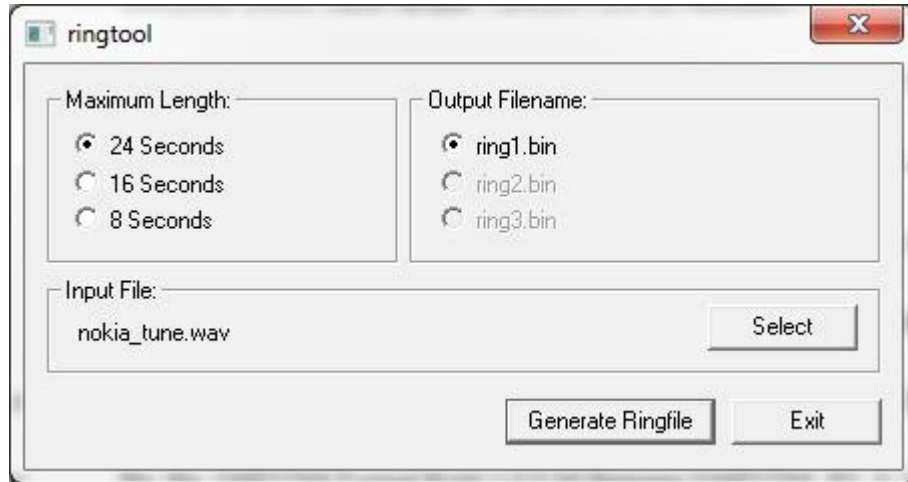 ringtool
Maximum Length:
24 Seconds
16 Seconds
8 Seconds
Output Filename:
ring1.bin
ring2.bin
ring3.bin
Input File:
nokia_tune.wav
Select
Generate Ringfile
Exit